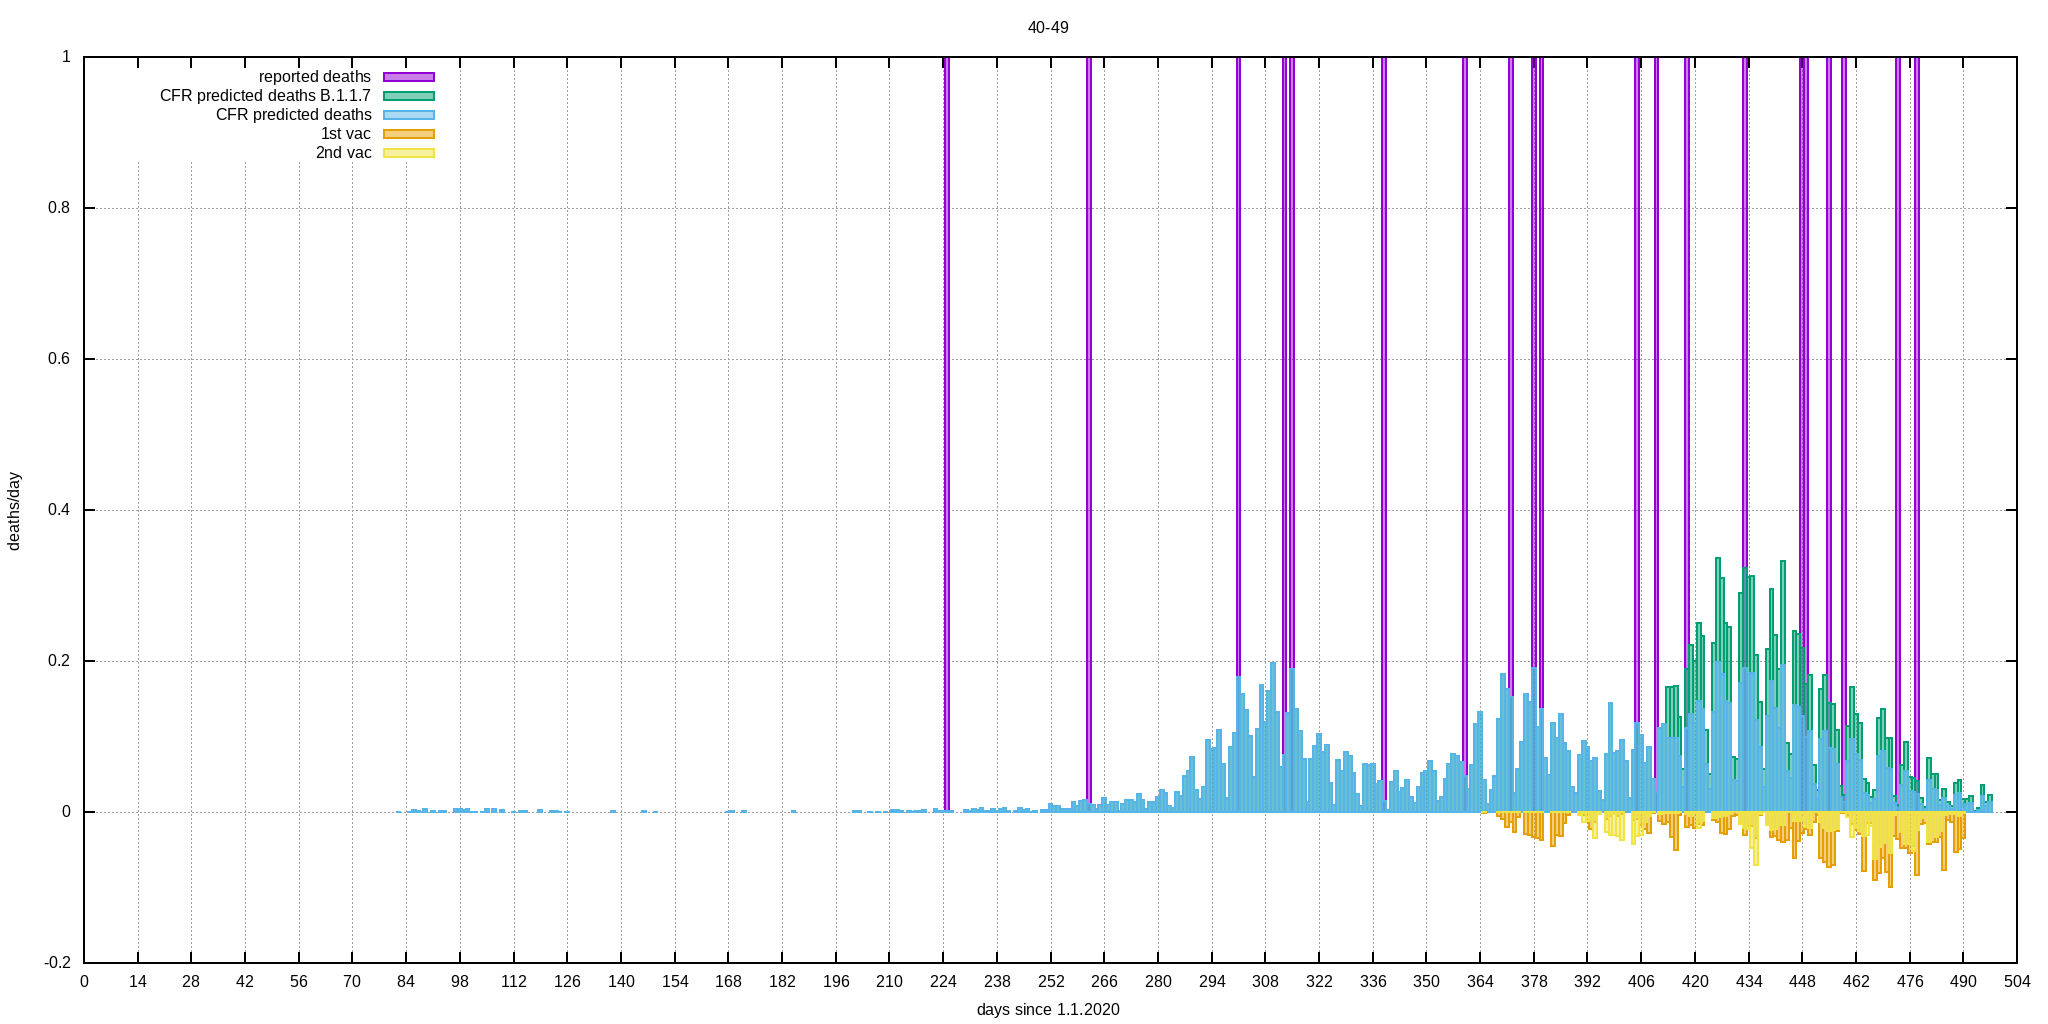 40-49
1
reported deaths
CFR predicted deaths B.1.1.7
CFR predicted deaths
1st vac
2nd vac
0.8
0.6
0.4
0.2
0
-0.2
deaths/day
0 14 28 42 56 70 84 98 112 126 140 154 168 182 196 210 224 238 252 266 280 294 308 322 336 350 364 378 392 406 420 434 448 462 476 490 504
days since 1.1.2020